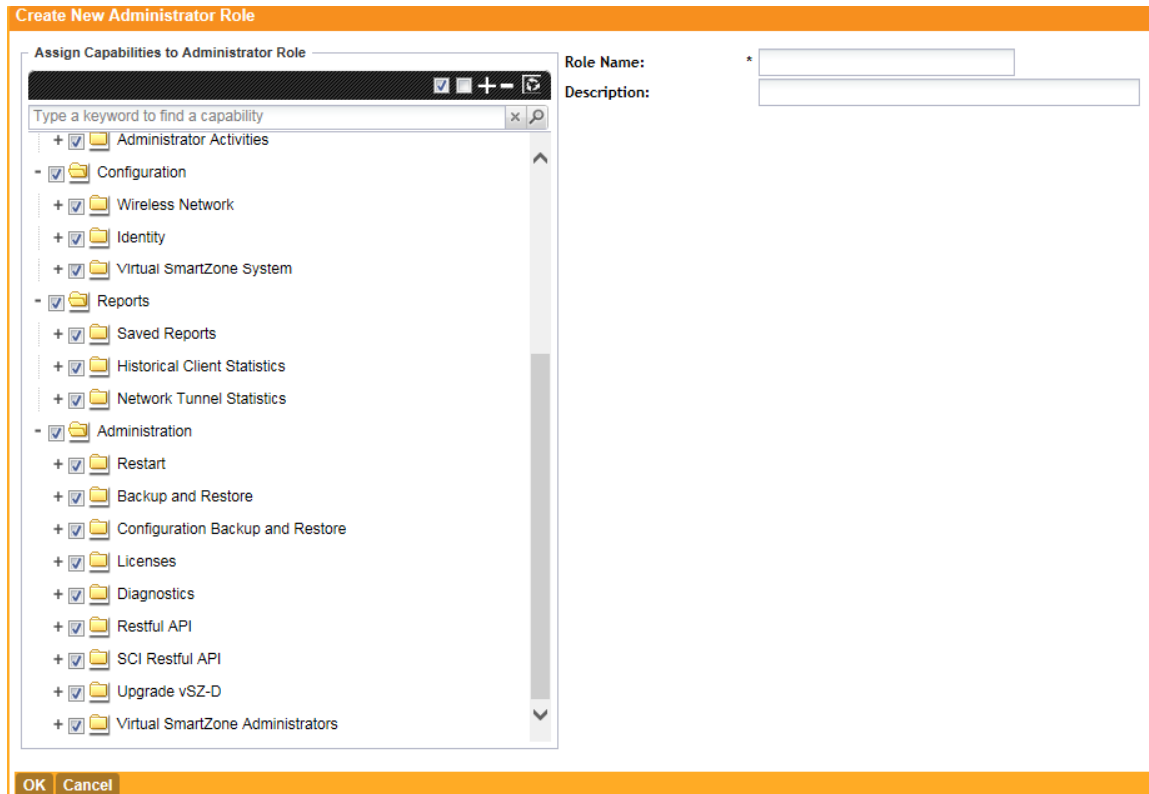 Create New Administrator Role
Assign Capabilities to Administrator Role
Type a keyword to find a capability
+ Administrator Activities
- Configuration
+ Wireless Network
+ Identity
+ Virtual SmartZone System
- Reports
+ Saved Reports
+ Historical Client Statistics
+ Network Tunnel Statistics
- Administration
+ Restart
+ Backup and Restore
+ Configuration Backup and Restore
+ Licenses
+ Diagnostics
+ Restful API
+ SCI Restful API
+ Upgrade vSZ-D
+ Virtual SmartZone Administrators
Role Name: *
Description:
OK Cancel